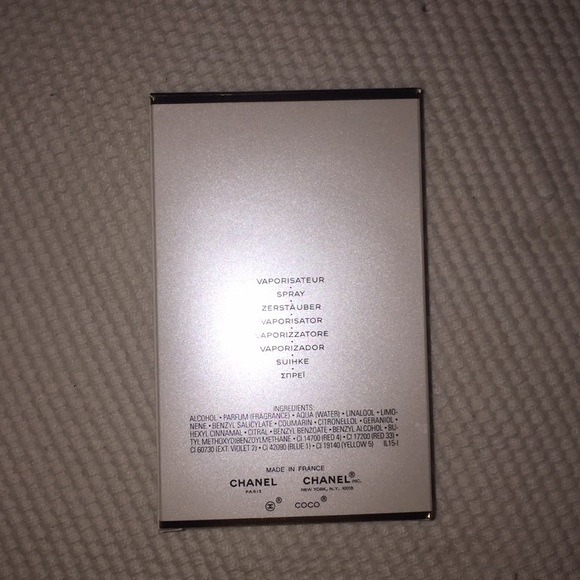 VAPORISATEUR
•
SPRAY
•
ZERSTÄUBER
•
VAPORISATOR
•
VAPORIZZATORE
•
VAPORIZADOR
•
SUIHKE
•
ΣΠΡΕΪ
INGREDIENTS:
ALCOHOL • PARFUM (FRAGRANCE) • AQUA (WATER) • LINALOOL • LIMO-
NENE • BENZYL SALICYLATE • COUMARIN • CITRONELLOL • GERANIOL •
HEXYL CINNAMAL • CITRAL • BENZYL BENZOATE • BENZYL ALCOHOL • BU-
TYL METHOXYDIBENZOYLMETHANE • CI 14700 (RED 4) • CI 17200 (RED 33) •
CI 60730 (EXT. VIOLET 2) • CI 42090 (BLUE 1) • CI 19140 (YELLOW 5) IL15-I
MADE IN FRANCE
CHANEL CHANEL® INC.
PARIS NEW YORK, N.Y. 10019
® COCO®